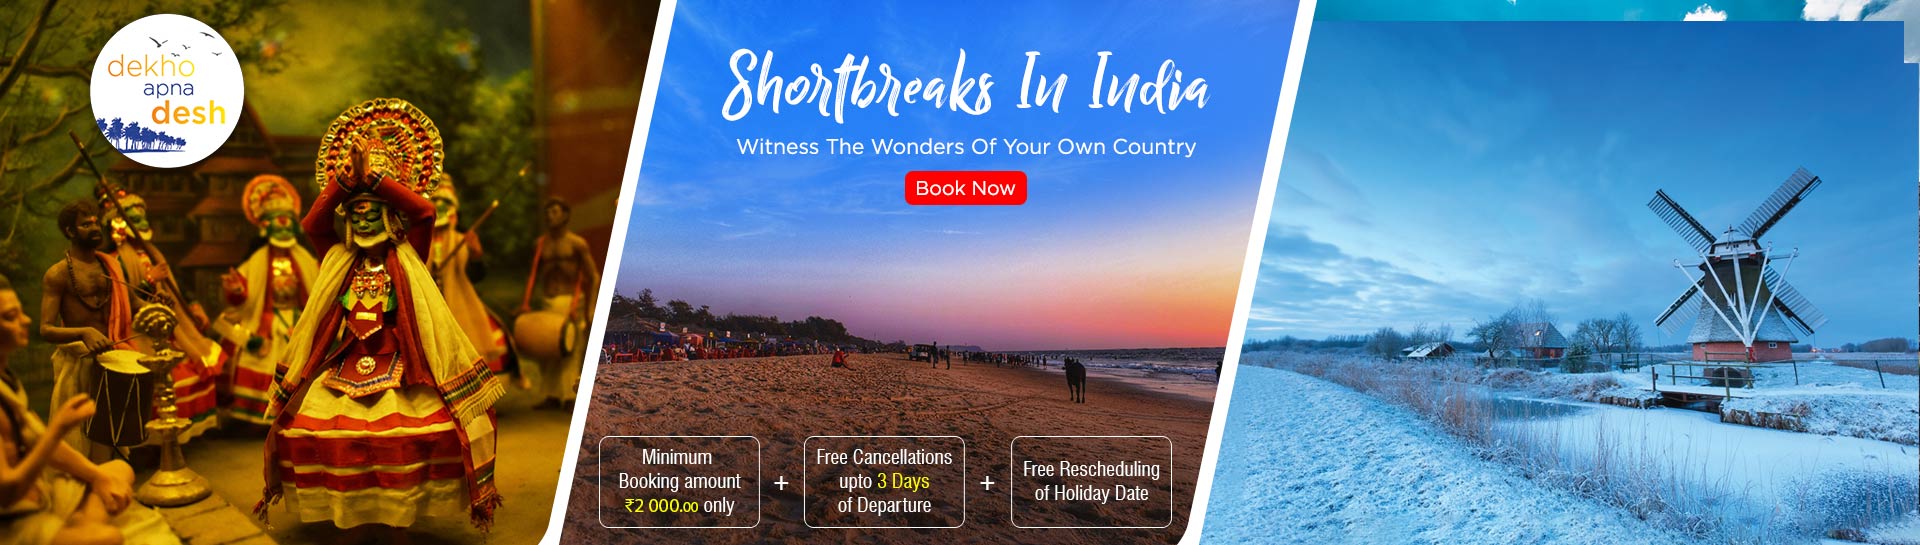 dekho
apna
desh
Shortbreaks In India
Witness The Wonders Of Your Own Country
Book Now
Minimum
Booking amount
₹2 000.00 only
+
Free Cancellations
upto 3 Days
of Departure
+
Free Rescheduling
of Holiday Date